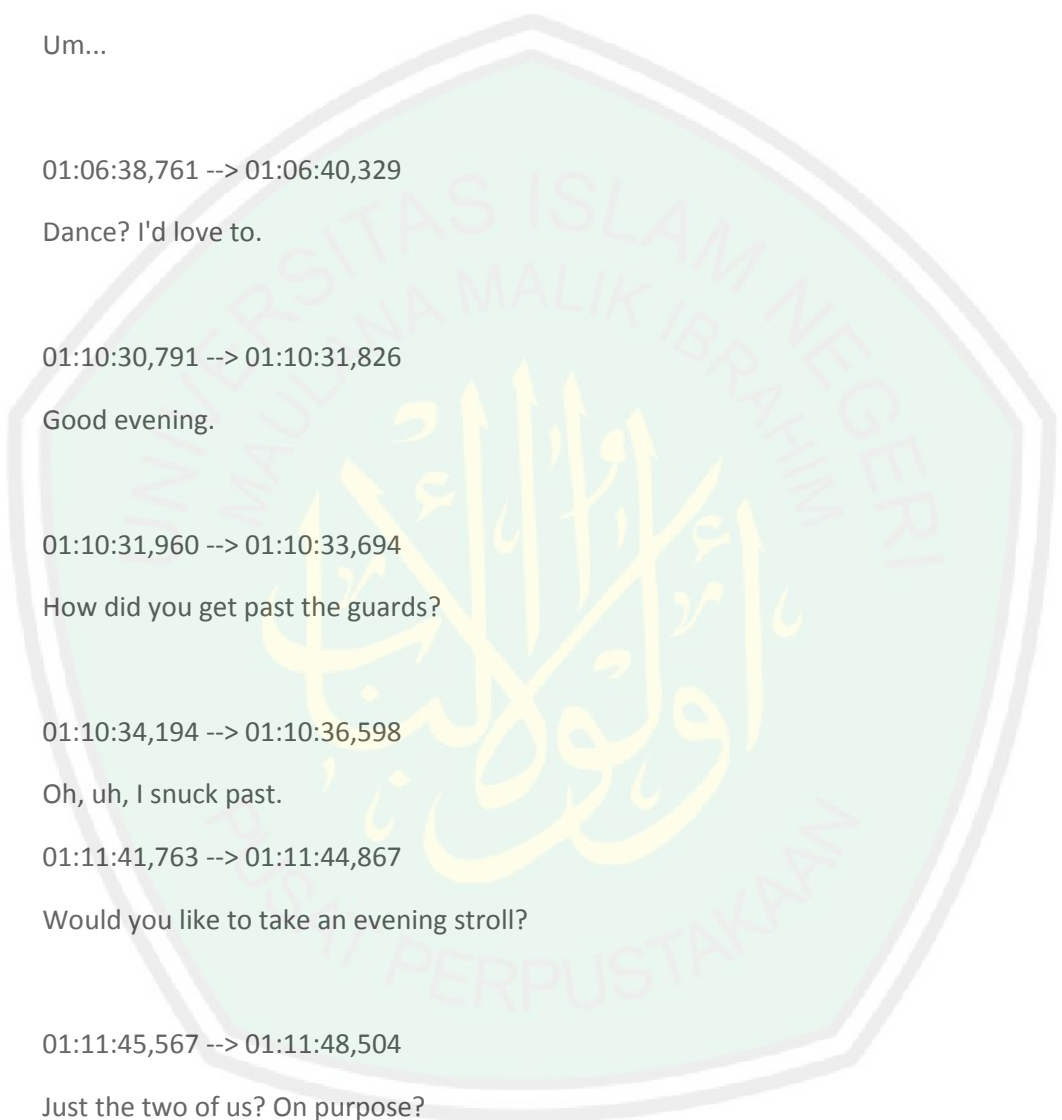 Um...
01:06:38,761 --> 01:06:40,329
Dance? I'd love to.
01:10:30,791 --> 01:10:31,826
Good evening.
01:10:31,960 --> 01:10:33,694
How did you get past the guards?
01:10:34,194 --> 01:10:36,598
Oh, uh, I snuck past.
01:11:41,763 --> 01:11:44,867
Would you like to take an evening stroll?
01:11:45,567 --> 01:11:48,504
Just the two of us? On purpose?
UNIVERSITAS ISLAM NEGERI
MAULANA MALIK IBRAHIM
أولوا الألباب
PUSAT PERPUSTAKAAN